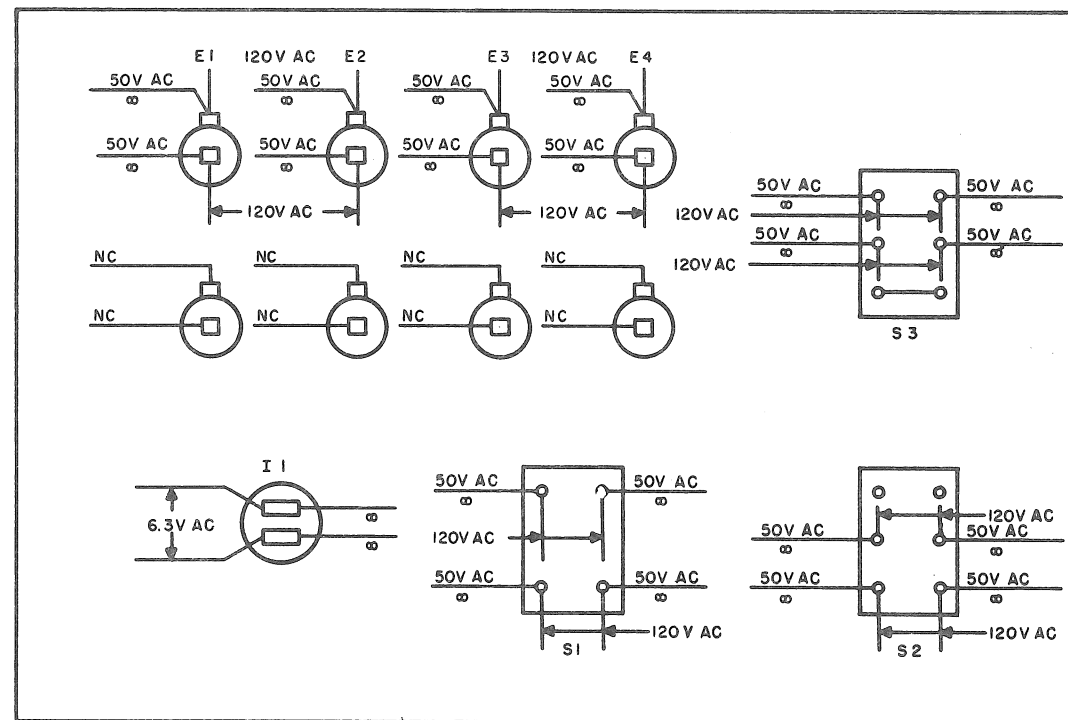 E1 120V AC E2 E3 120V AC E4
50V AC 50V AC 50V AC 50V AC
∞ ∞ ∞ ∞
50V AC 50V AC 50V AC 50V AC
∞ ∞ ∞ ∞
120V AC 120V AC
NC NC NC NC
NC NC NC NC
50V AC 50V AC
∞ ∞
120V AC
50V AC 50V AC
∞ ∞
120V AC
S3
I1
6.3V AC
∞
∞
50V AC 50V AC
∞ ∞
120V AC
50V AC 50V AC
∞ ∞
120V AC
S1
120V AC
50V AC 50V AC
∞ ∞
50V AC 50V AC
∞ ∞
120V AC
S2